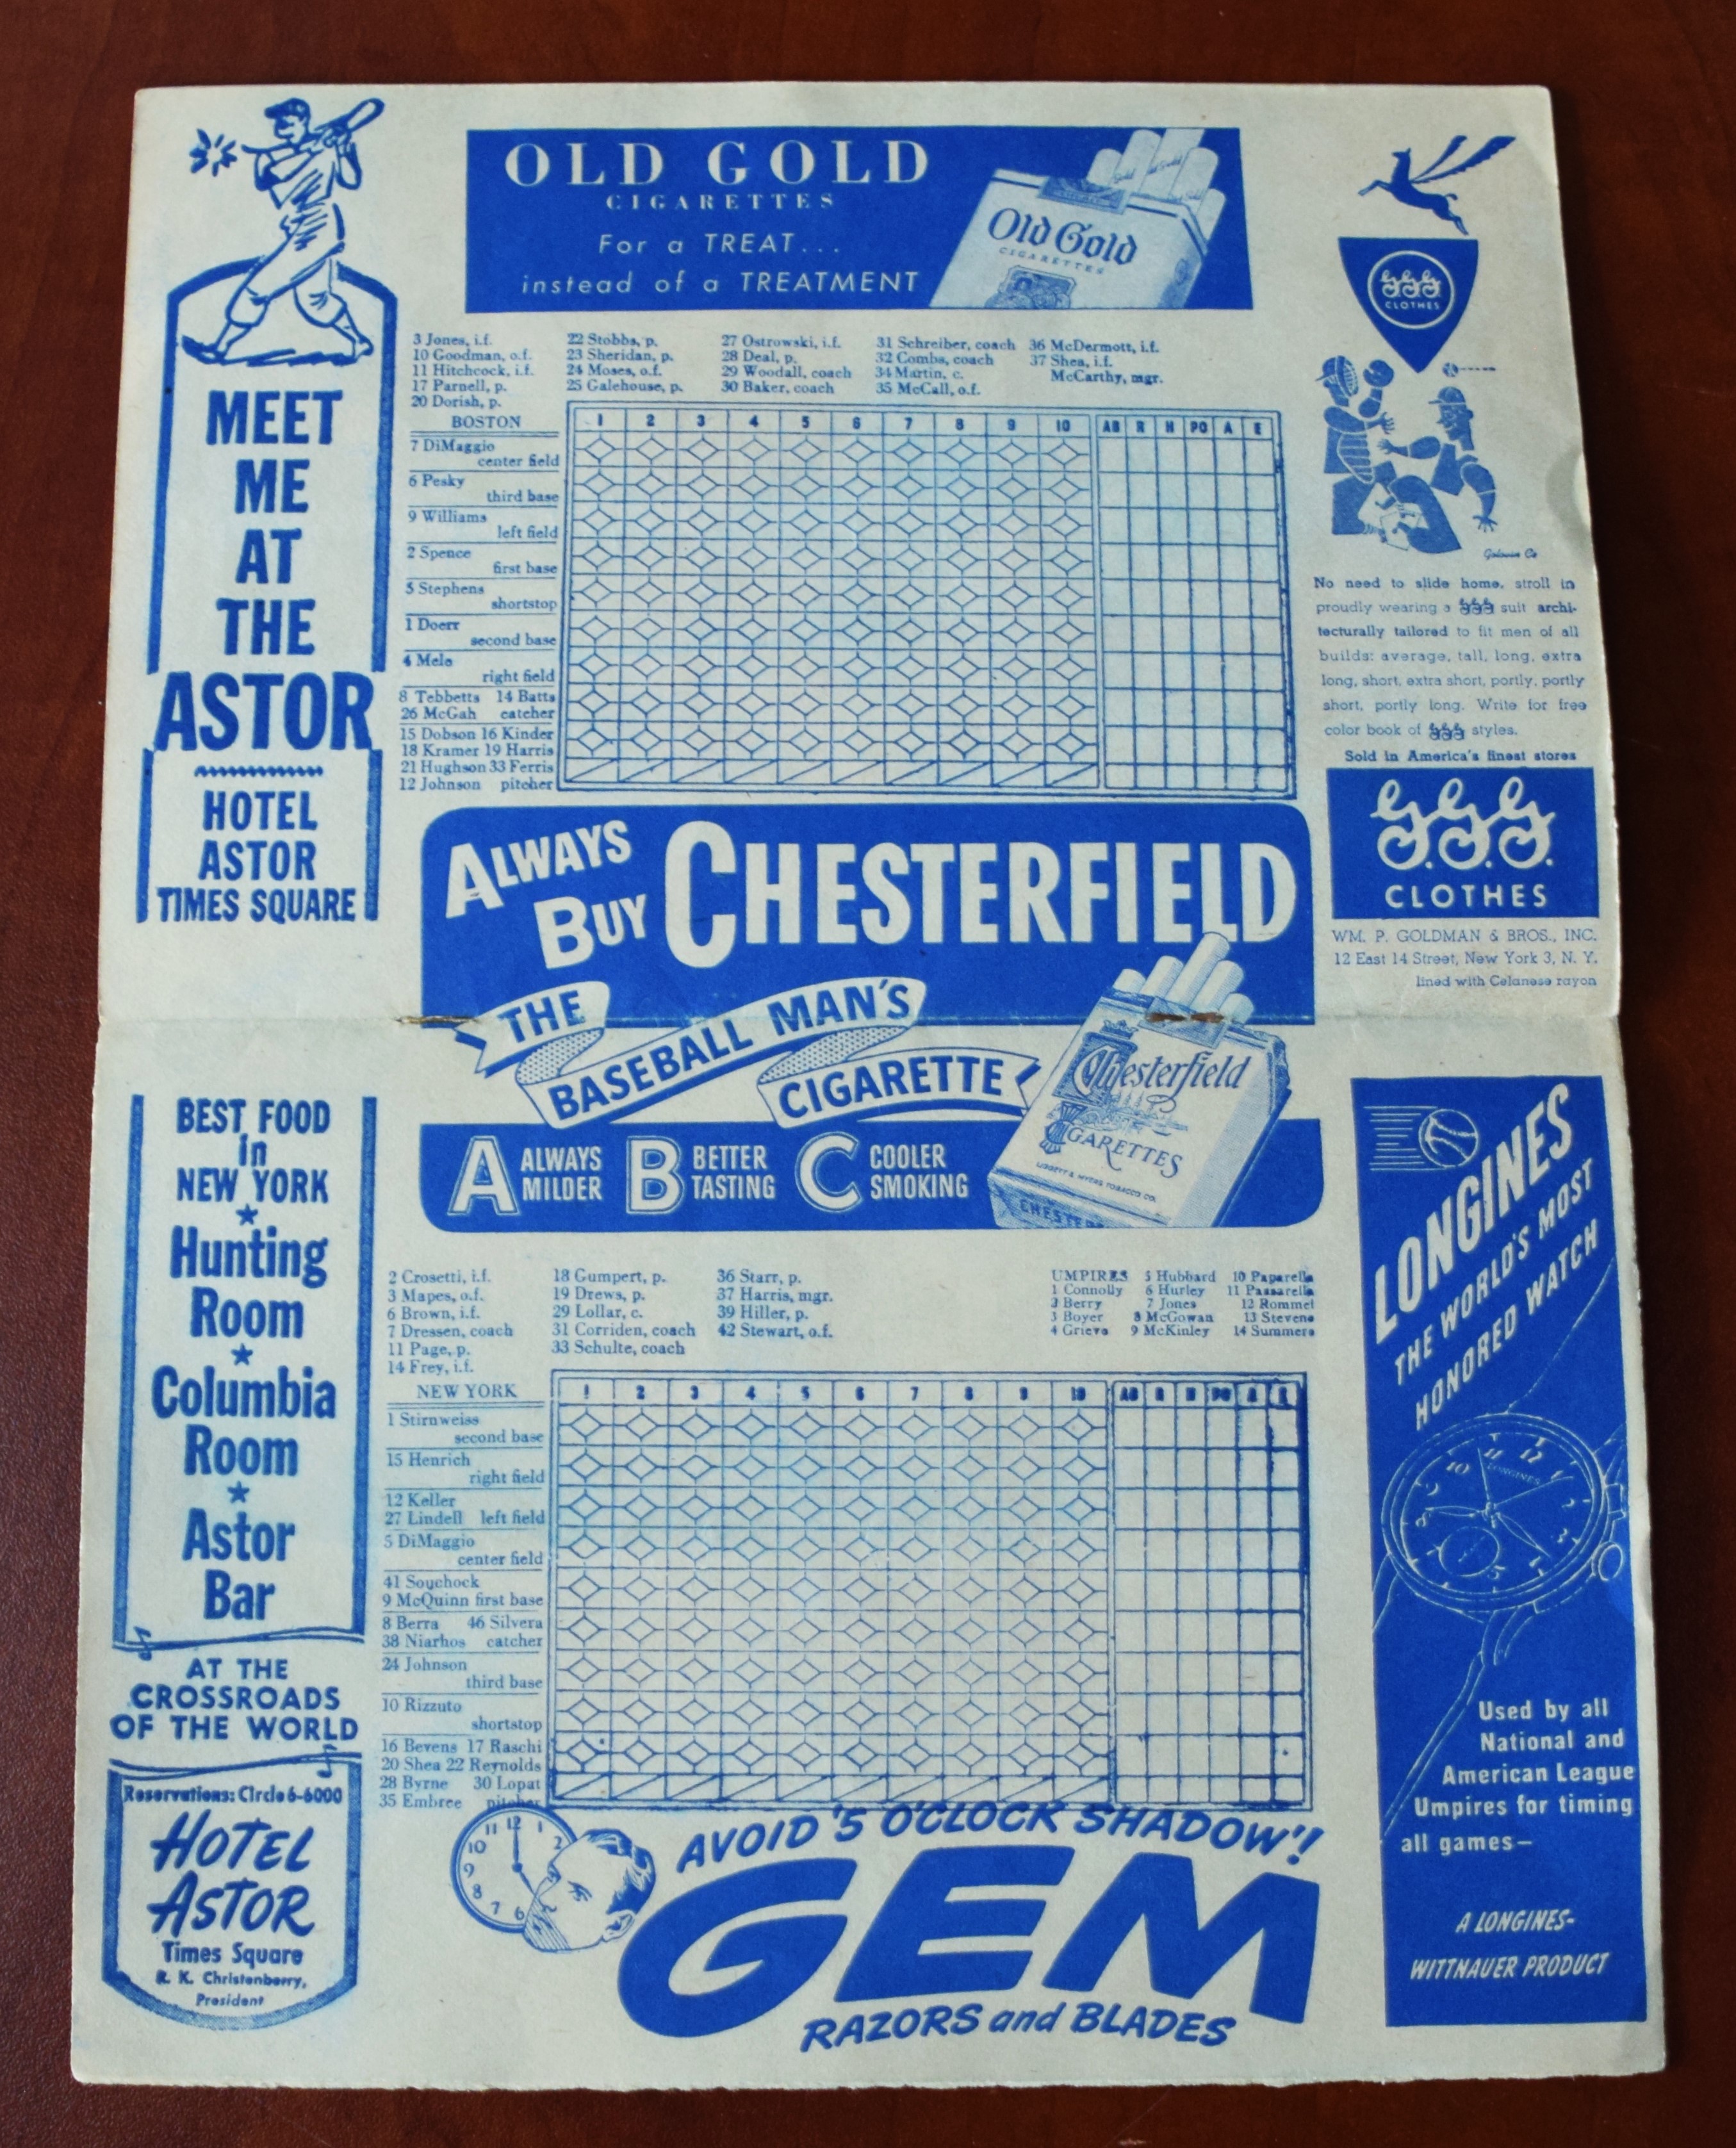 OLD GOLD
CIGARETTES
For a TREAT...
instead of a TREATMENT
Old Gold
CIGARETTES
MEET
ME
AT
THE
ASTOR
HOTEL
ASTOR
TIMES SQUARE
3 Jones, i.f.
10 Goodman, o.f.
11 Hitchcock, i.f.
17 Parnell, p.
20 Dorish, p.
22 Stobbs, p.
23 Sheridan, p.
24 Moses, o.f.
25 Galehouse, p.
27 Ostrowski, i.f.
28 Deal, p.
29 Woodall, coach
30 Baker, coach
31 Schreiber, coach
32 Combs, coach
34 Martin, c.
35 McCall, o.f.
36 McDermott, i.f.
37 Shea, i.f.
McCarthy, mgr.
BOSTON 1 2 3 4 5 6 7 8 9 10 AB R H PO A E
7 DiMaggio
center field
6 Pesky
third base
9 Williams
left field
2 Spence
first base
5 Stephens
shortstop
1 Doerr
second base
4 Mele
right field
8 Tebbetts 14 Batts
26 McGah catcher
15 Dobson 16 Kinder
18 Kramer 19 Harris
21 Hughson 33 Ferris
12 Johnson pitcher
GGG
CLOTHES
No need to slide home, stroll in
proudly wearing a GGG suit archi-
tecturally tailored to fit men of all
builds: average, tall, long, extra
long, short, extra short, portly, portly
short, portly long. Write for free
color book of GGG styles.
Sold in America's finest stores
G.G.G.
CLOTHES
WM. P. GOLDMAN & BROS., INC.
12 East 14 Street, New York 3, N. Y.
lined with Celanese rayon
ALWAYS
BUY
CHESTERFIELD
THE
BASEBALL MAN'S
CIGARETTE
A ALWAYS
MILDER
B BETTER
TASTING
C COOLER
SMOKING
Chesterfield
CIGARETTES
LIGGETT & MYERS TOBACCO CO.
BEST FOOD
In
NEW YORK
Hunting
Room
Columbia
Room
Astor
Bar
AT THE
CROSSROADS
OF THE WORLD
Reservations: CIrcle 6-6000
HOTEL
ASTOR
Times Square
R. K. Christenberry,
President
2 Crosetti, i.f.
3 Mapes, o.f.
6 Brown, i.f.
7 Dressen, coach
11 Page, p.
14 Frey, i.f.
18 Gumpert, p.
19 Drews, p.
29 Lollar, c.
31 Corriden, coach
33 Schulte, coach
36 Starr, p.
37 Harris, mgr.
39 Hiller, p.
42 Stewart, o.f.
UMPIRES
1 Connolly
2 Berry
3 Boyer
4 Grieve
5 Hubbard
6 Hurley
7 Jones
8 McGowan
9 McKinley
10 Paparella
11 Passarella
12 Rommel
13 Stevens
14 Summers
NEW YORK 1 2 3 4 5 6 7 8 9 10 AB R H PO A E
1 Stirnweiss
second base
15 Henrich
right field
12 Keller
27 Lindell left field
5 DiMaggio
center field
41 Souchock
9 McQuinn first base
8 Berra 46 Silvera
38 Niarhos catcher
24 Johnson
third base
10 Rizzuto
shortstop
16 Bevens 17 Raschi
20 Shea 22 Reynolds
28 Byrne 30 Lopat
35 Embree pitcher
AVOID '5 O'CLOCK SHADOW'!
GEM
RAZORS and BLADES
LONGINES
THE WORLD'S MOST
HONORED WATCH
LONGINES
Used by all
National and
American League
Umpires for timing
all games—
A LONGINES-
WITTNAUER PRODUCT